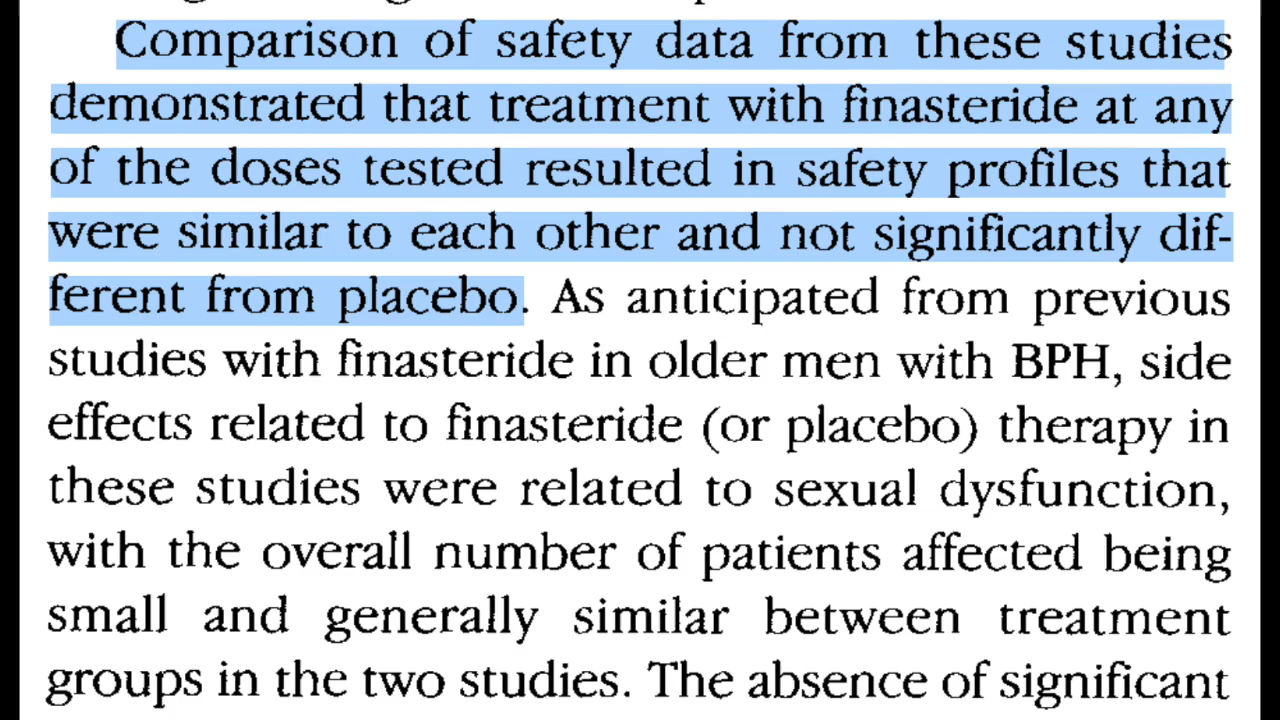 Comparison of safety data from these studies
demonstrated that treatment with finasteride at any
of the doses tested resulted in safety profiles that
were similar to each other and not significantly dif-
ferent from placebo. As anticipated from previous
studies with finasteride in older men with BPH, side
effects related to finasteride (or placebo) therapy in
these studies were related to sexual dysfunction,
with the overall number of patients affected being
small and generally similar between treatment
groups in the two studies. The absence of significant